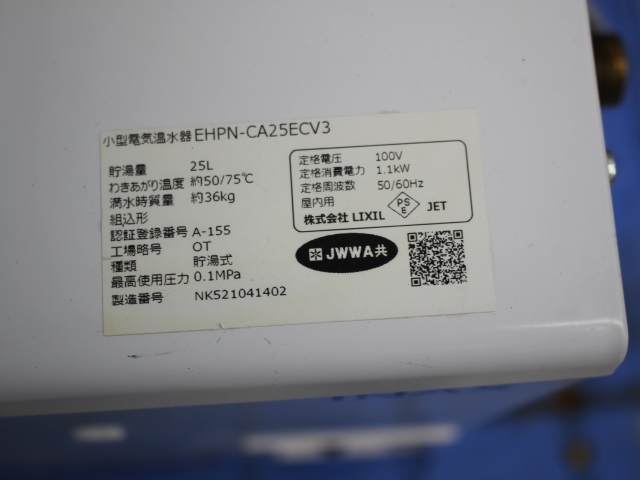 小型電気温水器 EHPN-CA25ECV3
貯湯量 25L
わきあがり温度 約50/75℃
満水時質量 約36kg
組込形
認証登録番号 A-155
工場略号 OT
種類 貯湯式
最高使用圧力 0.1MPa
製造番号 NK521041402
定格電圧 100V
定格消費電力 1.1kW
定格周波数 50/60Hz
屋内用
株式会社 LIXIL PSE JET
JWWA共